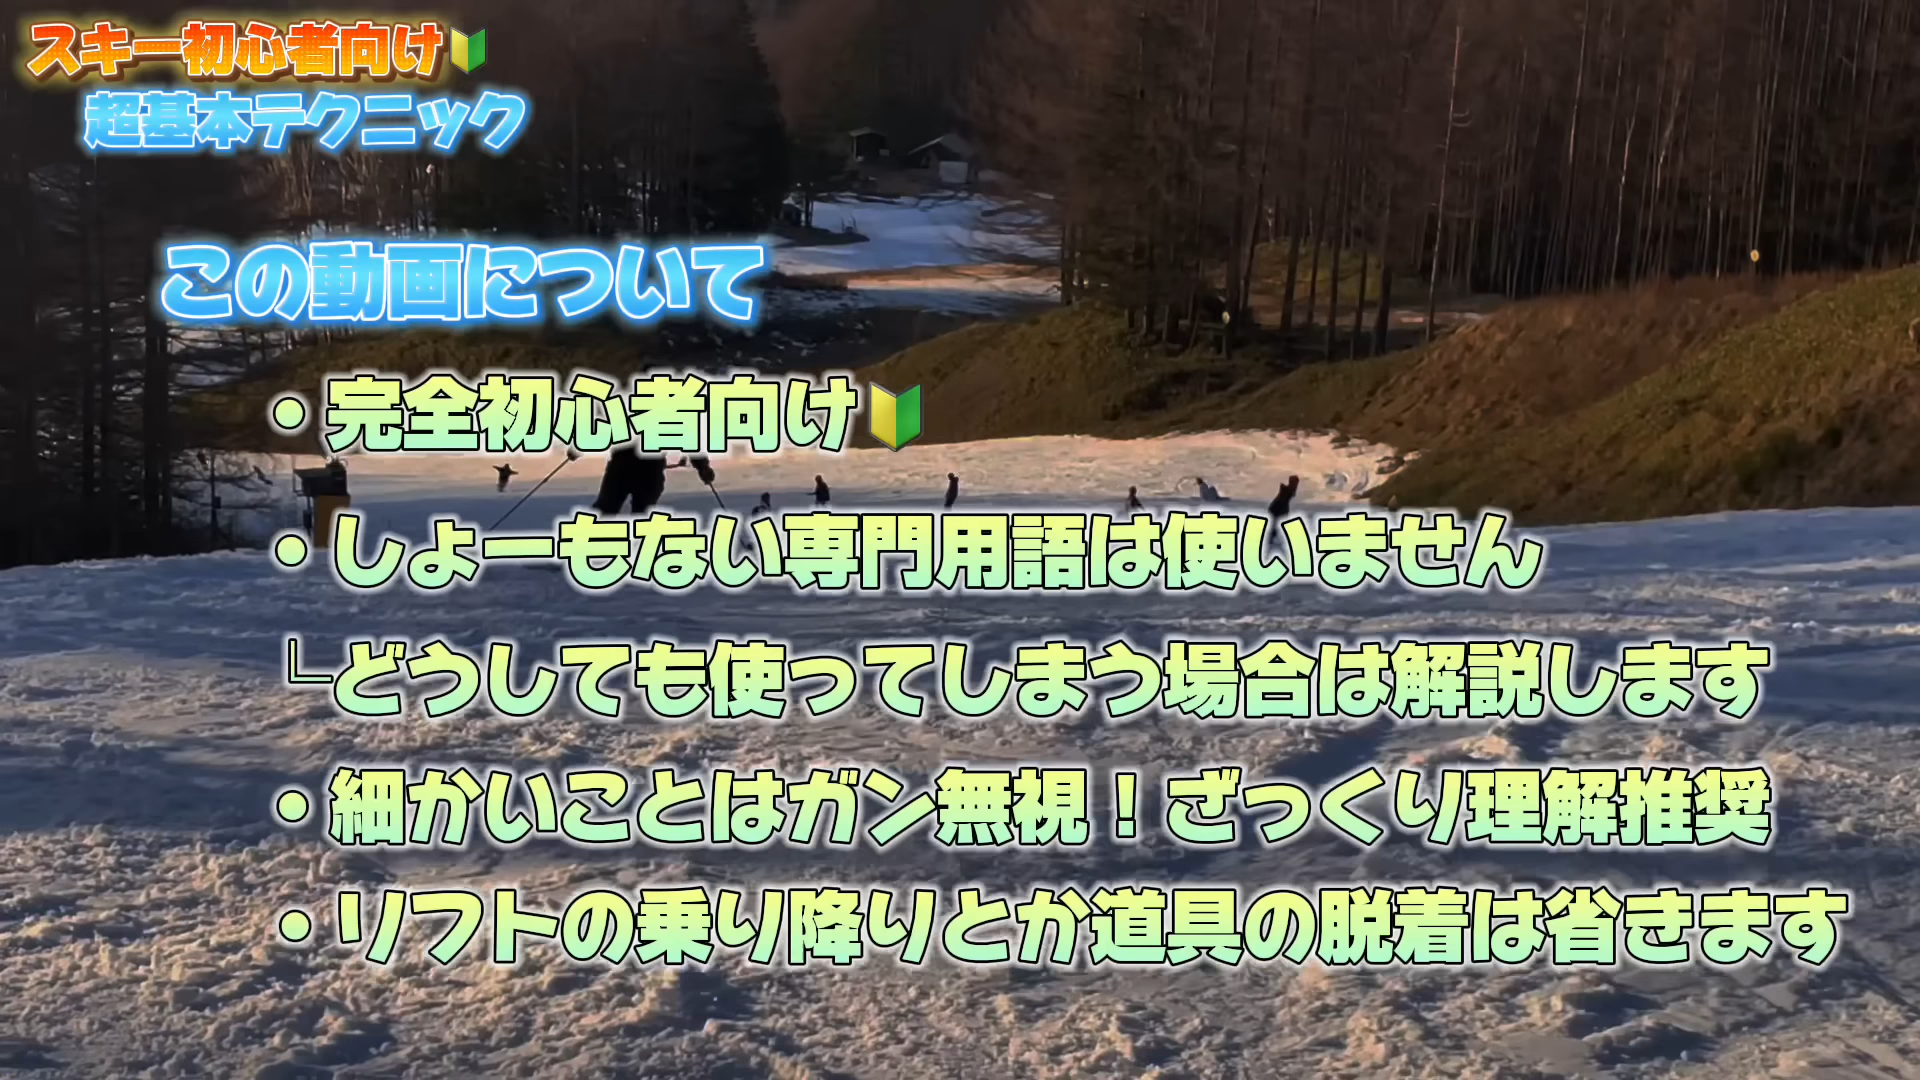 スキー初心者向け🔰
超基本テクニック
この動画について
・完全初心者向け🔰
・しょーもない専門用語は使いません
└どうしても使ってしまう場合は解説します
・細かいことはガン無視！ざっくり理解推奨
・リフトの乗り降りとか道具の脱着は省きます